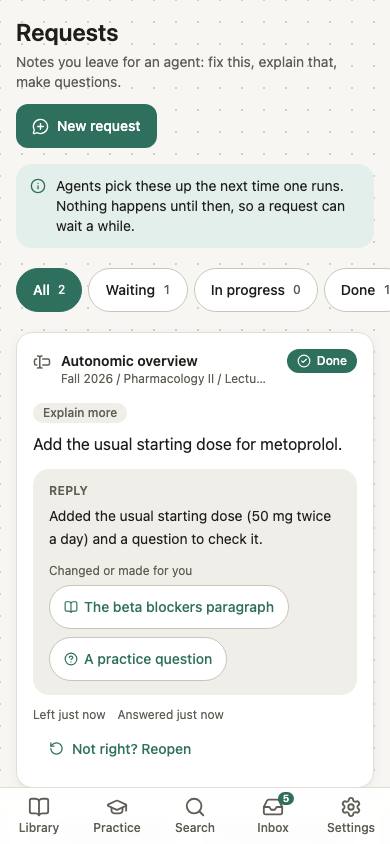 Requests
Notes you leave for an agent: fix this, explain that,
make questions.
New request
Agents pick these up the next time one runs.
Nothing happens until then, so a request can
wait a while.
All 2
Waiting 1
In progress 0
Done 1
Autonomic overview
Done
Fall 2026 / Pharmacology II / Lectu...
Explain more
Add the usual starting dose for metoprolol.
REPLY
Added the usual starting dose (50 mg twice
a day) and a question to check it.
Changed or made for you
The beta blockers paragraph
A practice question
Left just now Answered just now
Not right? Reopen
5
Library
Practice
Search
Inbox
Settings